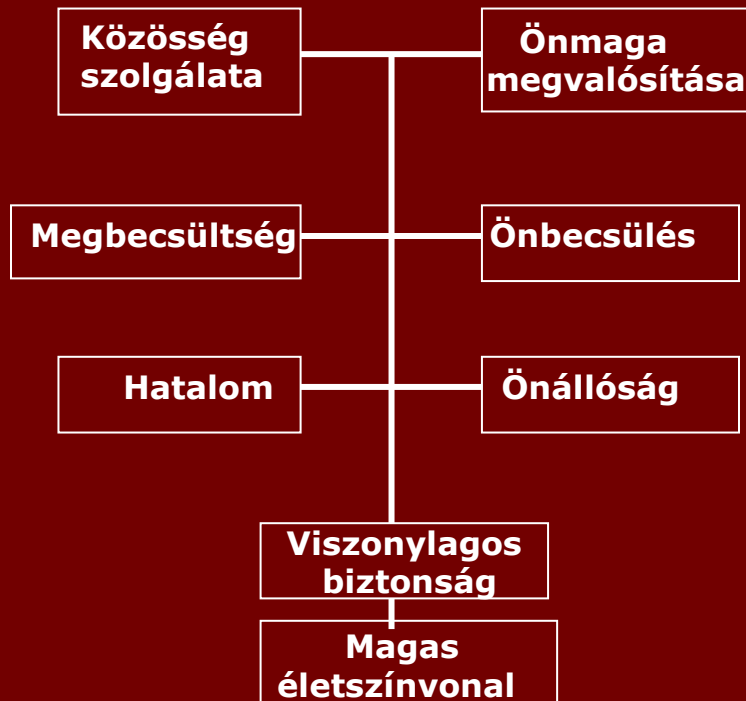 Közösség
szolgálata
Önmaga
megvalósítása
Megbecsültség
Önbecsülés
Hatalom
Önállóság
Viszonylagos
biztonság
Magas
életszínvonal